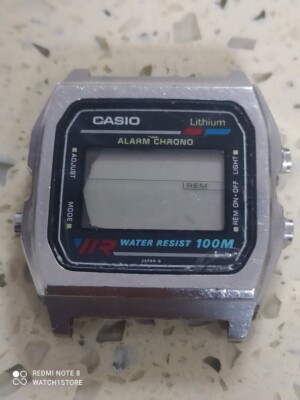 CASIO Lithium
ALARM CHRONO
ADJUST
LIGHT
REM
MODE
REM ON·OFF
WR WATER RESIST 100M
JAPAN
REDMI NOTE 8
WATCH1STORE